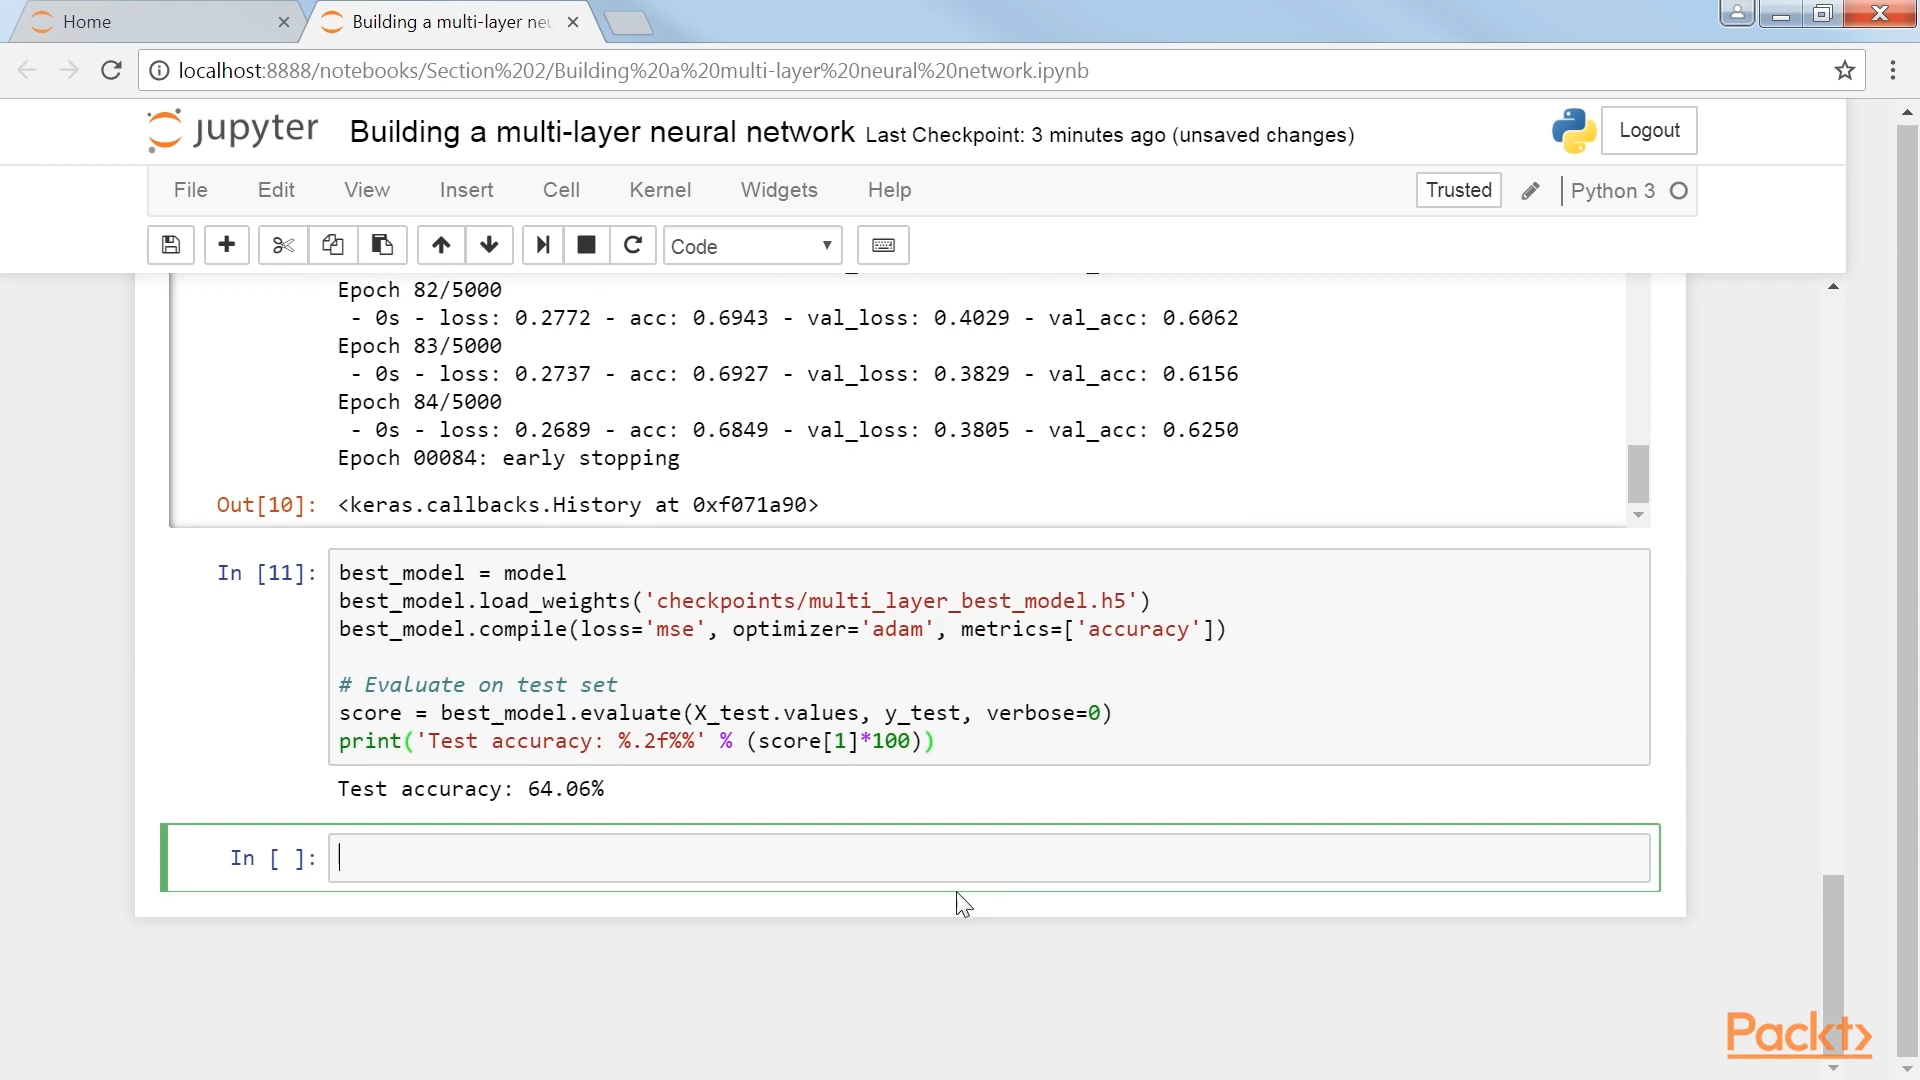 Home
Building a multi-layer neu
localhost:8888/notebooks/Section%202/Building%20a%20multi-layer%20neural%20network.ipynb
jupyter Building a multi-layer neural network Last Checkpoint: 3 minutes ago (unsaved changes) Logout
File Edit View Insert Cell Kernel Widgets Help Trusted Python 3
Code
Epoch 82/5000
- 0s - loss: 0.2772 - acc: 0.6943 - val_loss: 0.4029 - val_acc: 0.6062
Epoch 83/5000
- 0s - loss: 0.2737 - acc: 0.6927 - val_loss: 0.3829 - val_acc: 0.6156
Epoch 84/5000
- 0s - loss: 0.2689 - acc: 0.6849 - val_loss: 0.3805 - val_acc: 0.6250
Epoch 00084: early stopping
Out[10]: <keras.callbacks.History at 0xf071a90>
In [11]: best_model = model
best_model.load_weights('checkpoints/multi_layer_best_model.h5')
best_model.compile(loss='mse', optimizer='adam', metrics=['accuracy'])
# Evaluate on test set
score = best_model.evaluate(X_test.values, y_test, verbose=0)
print('Test accuracy: %.2f%%' % (score[1]*100))
Test accuracy: 64.06%
In [ ]:
Packt>